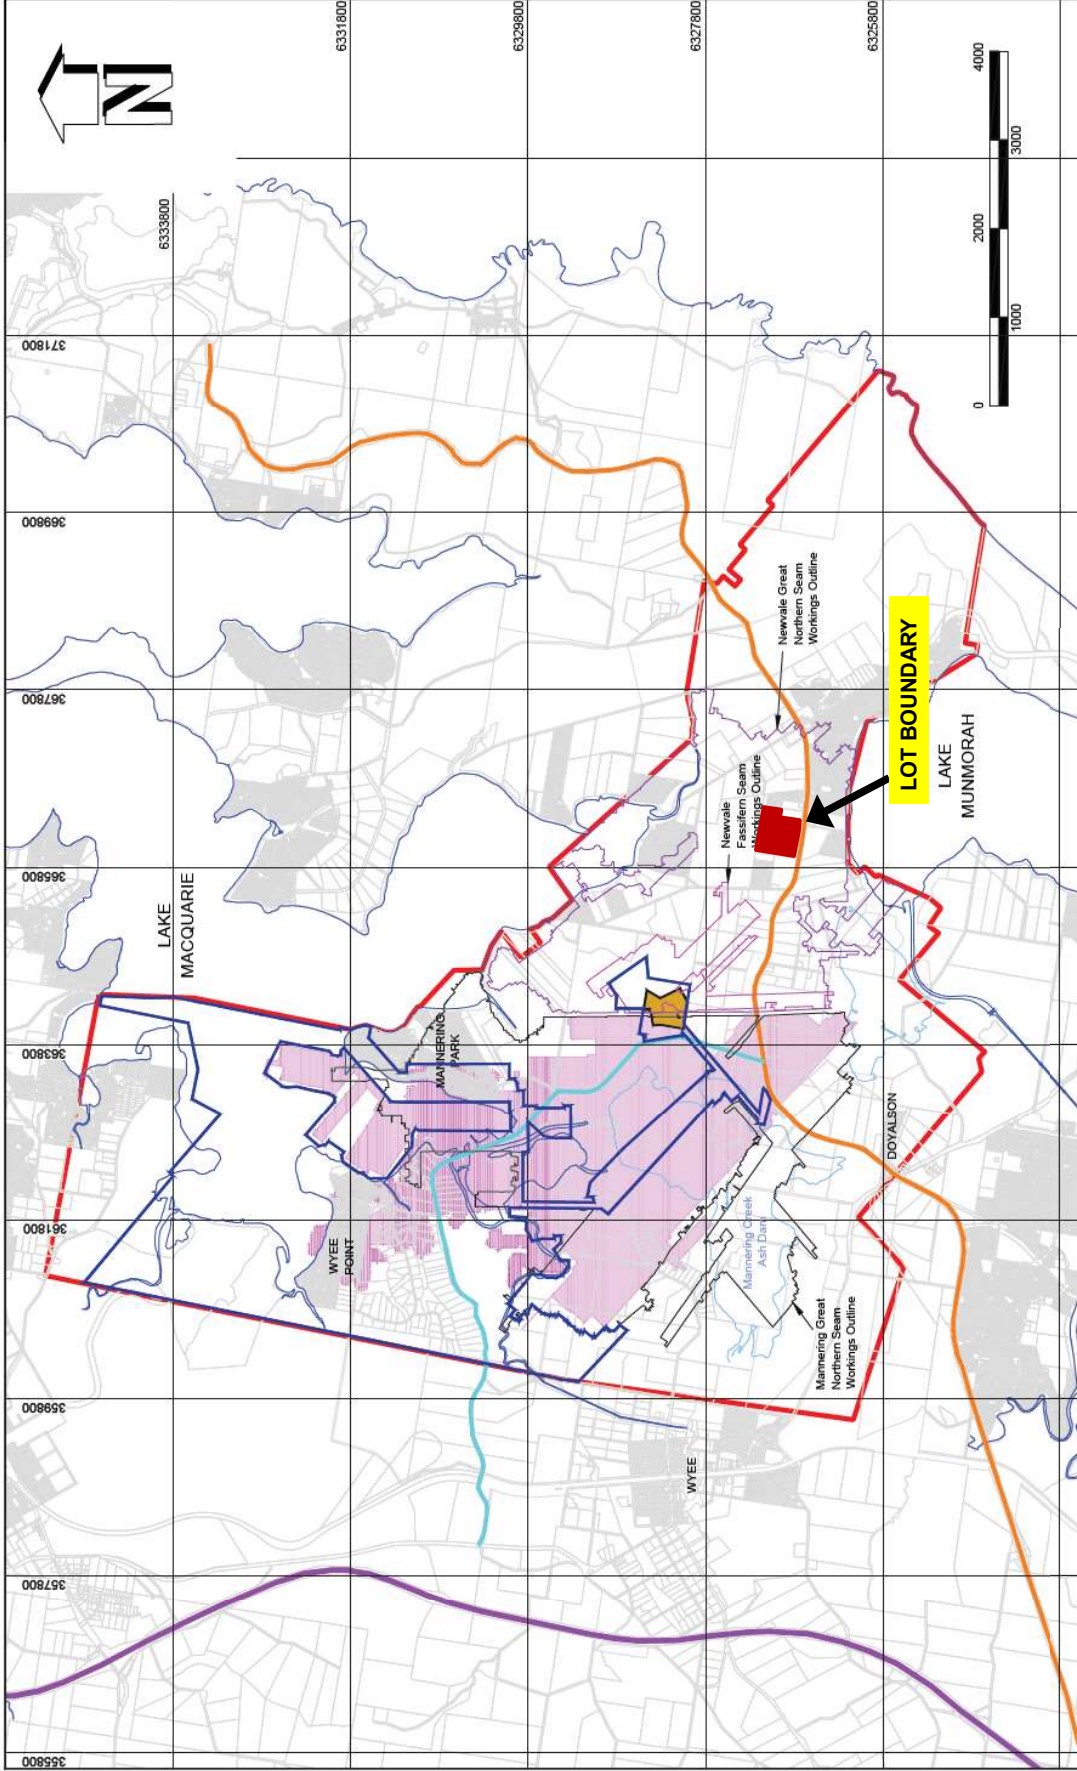 N
6331800
6329800
6327800
6325800
6333800
4000
3000
2000
1000
0
371800
369800
367800
365800
363800
361800
359800
357800
355800
LAKE
MACQUARIE
MANNERING
PARK
WYEE
POINT
WYEE
DOYALSON
Mannering Creek
Ash Dam
Mannering Great
Northern Seam
Workings Outline
Newvale
Fassifern Seam
Workings Outline
Newvale Great
Northern Seam
Workings Outline
LOT BOUNDARY
LAKE
MUNMORAH